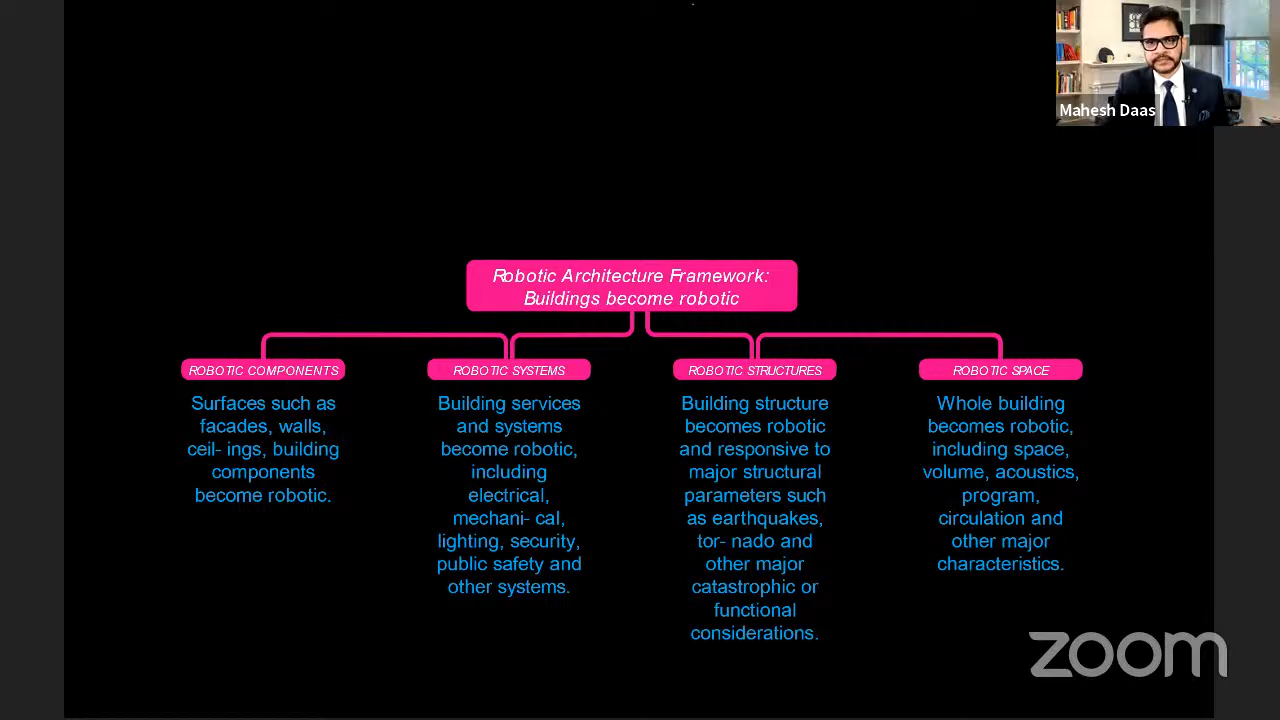 Mahesh Daas
Robotic Architecture Framework:
Buildings become robotic
ROBOTIC COMPONENTS
Surfaces such as
facades, walls,
ceil- ings, building
components
become robotic.
ROBOTIC SYSTEMS
Building services
and systems
become robotic,
including
electrical,
mechani- cal,
lighting, security,
public safety and
other systems.
ROBOTIC STRUCTURES
Building structure
becomes robotic
and responsive to
major structural
parameters such
as earthquakes,
tor- nado and
other major
catastrophic or
functional
considerations.
ROBOTIC SPACE
Whole building
becomes robotic,
including space,
volume, acoustics,
program,
circulation and
other major
characteristics.
zoom